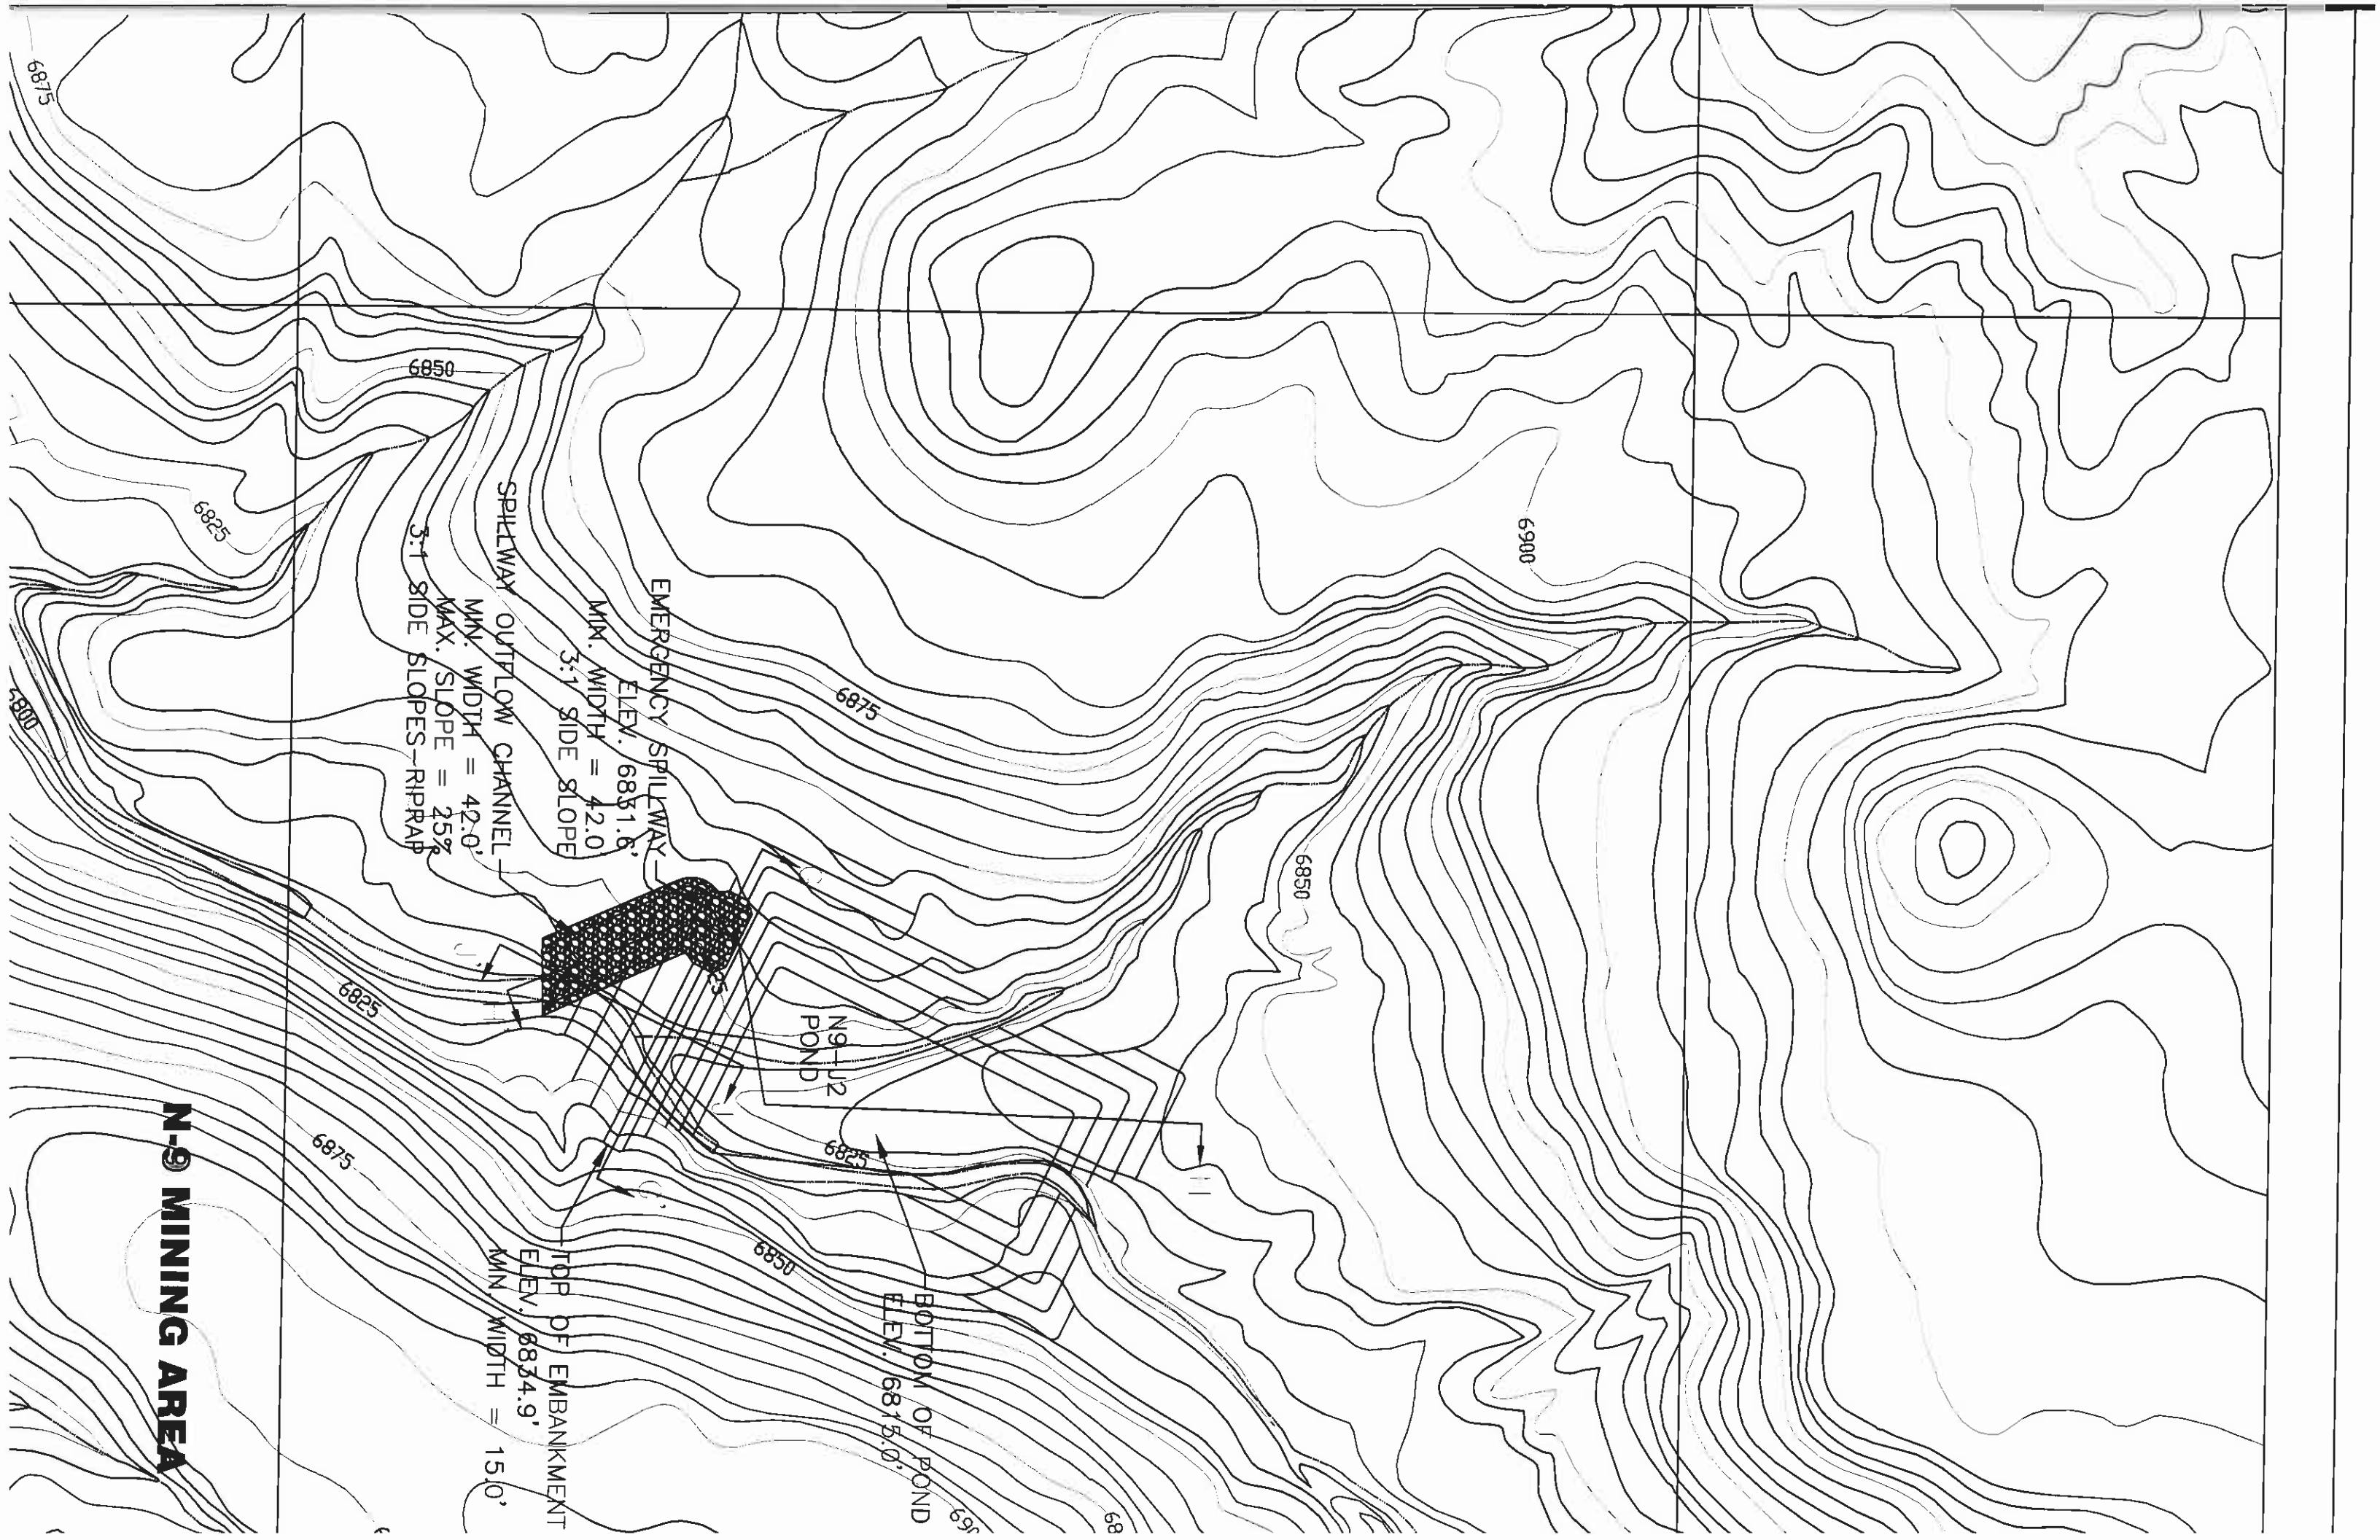 EMERGENCY SPILLWAY
ELEV. 6831.6'
MIN. WIDTH = 42.0
3:1 SIDE SLOPE
SPILLWAY OUTFLOW CHANNEL
MIN. WIDTH = 42.0'
MAX. SLOPE = 25%
3:1 SIDE SLOPES-RIPRAP
N9-J2
POND
BOTTOM OF POND
ELEV. 6815.0'
TOP OF EMBANKMENT
ELEV. 6834.9'
MIN. WIDTH = 15.0'
N-9 MINING AREA
6875
6850
6825
6800
6875
6900
6850
6825
6825
6875
6850
25
690
68
C
C'
J'